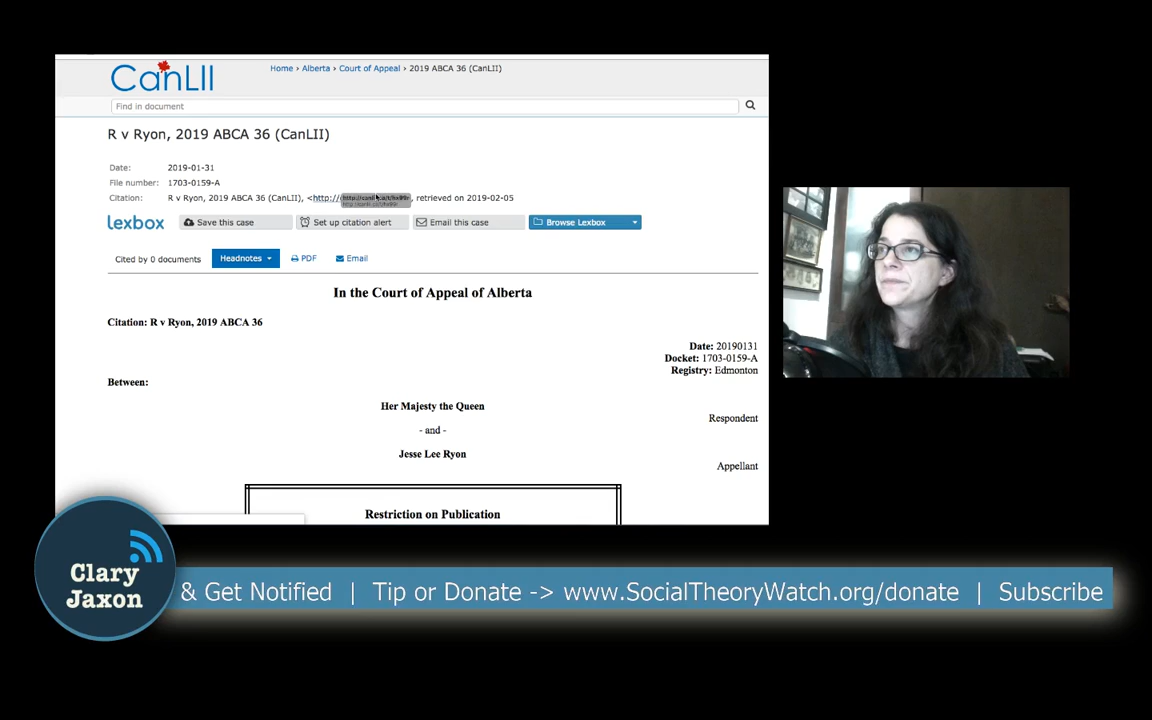 CanLII
Home › Alberta › Court of Appeal › 2019 ABCA 36 (CanLII)
Find in document
R v Ryon, 2019 ABCA 36 (CanLII)
Date: 2019-01-31
File number: 1703-0159-A
Citation: R v Ryon, 2019 ABCA 36 (CanLII), <http://, retrieved on 2019-02-05
lexbox Save this case Set up citation alert Email this case Browse Lexbox
Cited by 0 documents Headnotes PDF Email
In the Court of Appeal of Alberta
Citation: R v Ryon, 2019 ABCA 36
Date: 20190131
Docket: 1703-0159-A
Registry: Edmonton
Between:
Her Majesty the Queen
Respondent
- and -
Jesse Lee Ryon
Appellant
Restriction on Publication
Clary
Jaxon
& Get Notified | Tip or Donate -> www.SocialTheoryWatch.org/donate | Subscribe